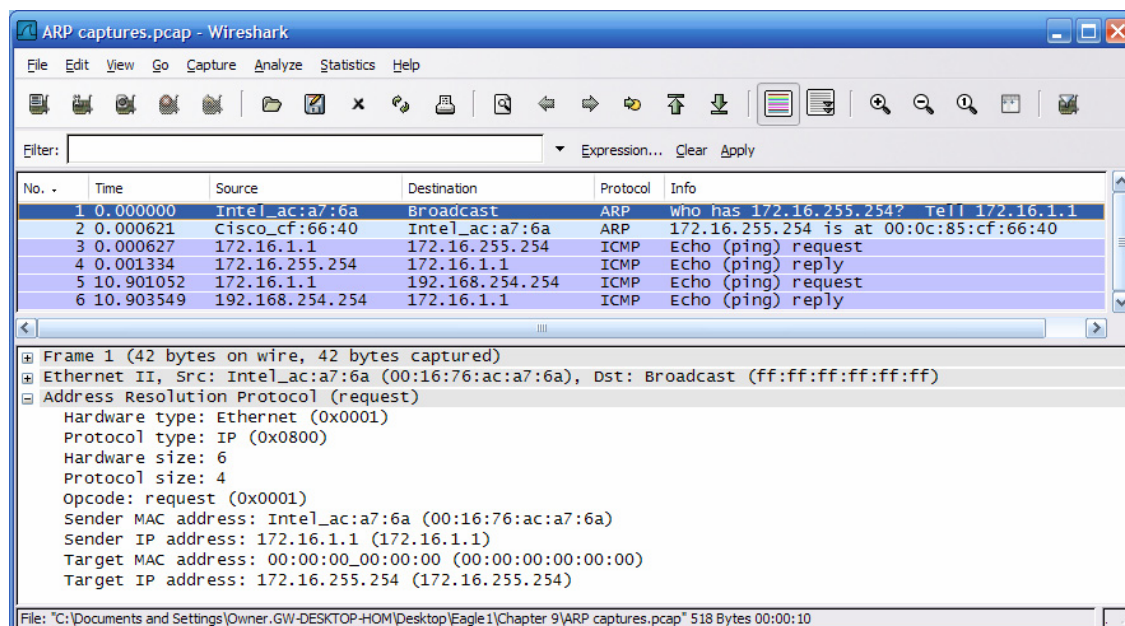 ARP captures.pcap - Wireshark
File Edit View Go Capture Analyze Statistics Help
Filter: Expression... Clear Apply
No. Time Source Destination Protocol Info
1 0.000000 Intel_ac:a7:6a Broadcast ARP Who has 172.16.255.254? Tell 172.16.1.1
2 0.000621 Cisco_cf:66:40 Intel_ac:a7:6a ARP 172.16.255.254 is at 00:0c:85:cf:66:40
3 0.000627 172.16.1.1 172.16.255.254 ICMP Echo (ping) request
4 0.001334 172.16.255.254 172.16.1.1 ICMP Echo (ping) reply
5 10.901052 172.16.1.1 192.168.254.254 ICMP Echo (ping) request
6 10.903549 192.168.254.254 172.16.1.1 ICMP Echo (ping) reply
Frame 1 (42 bytes on wire, 42 bytes captured)
Ethernet II, Src: Intel_ac:a7:6a (00:16:76:ac:a7:6a), Dst: Broadcast (ff:ff:ff:ff:ff:ff)
Address Resolution Protocol (request)
Hardware type: Ethernet (0x0001)
Protocol type: IP (0x0800)
Hardware size: 6
Protocol size: 4
Opcode: request (0x0001)
Sender MAC address: Intel_ac:a7:6a (00:16:76:ac:a7:6a)
Sender IP address: 172.16.1.1 (172.16.1.1)
Target MAC address: 00:00:00_00:00:00 (00:00:00:00:00:00)
Target IP address: 172.16.255.254 (172.16.255.254)
File: "C:\Documents and Settings\Owner.GW-DESKTOP-HOM\Desktop\Eagle1\Chapter 9\ARP captures.pcap" 518 Bytes 00:00:10